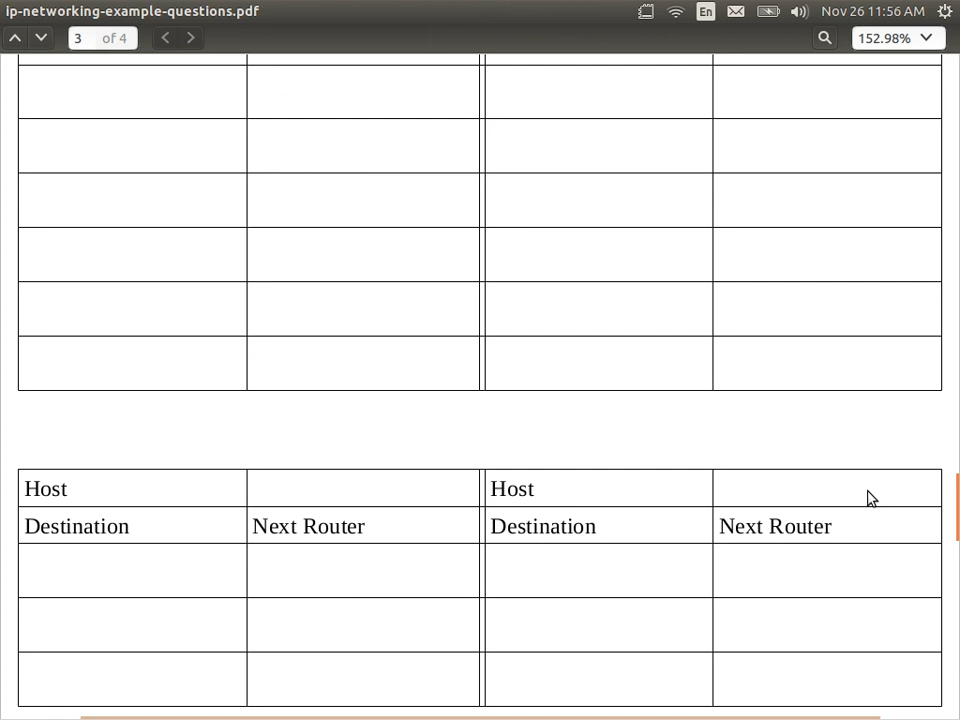 ip-networking-example-questions.pdf En Nov 26 11:56 AM
3 of 4 152.98%
Host Host
Destination Next Router Destination Next Router